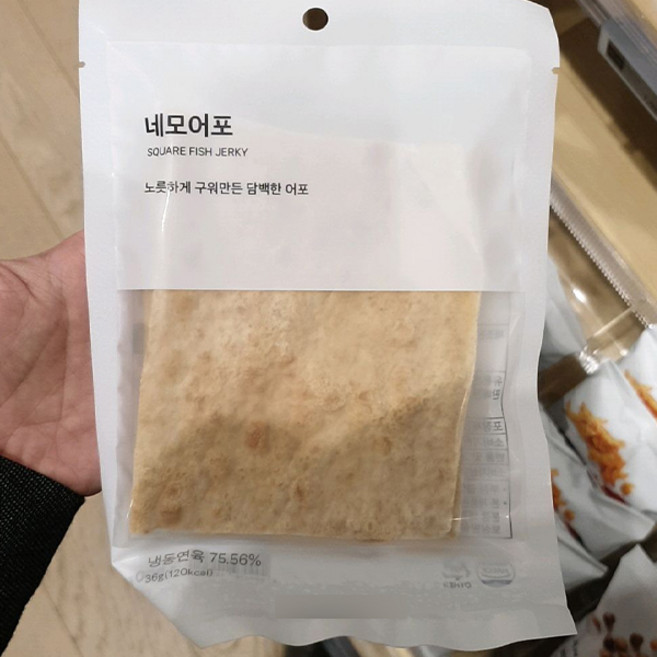 네모어포
SQUARE FISH JERKY
노릇하게 구워만든 담백한 어포
냉동연육 75.56%
36g(120kcal)